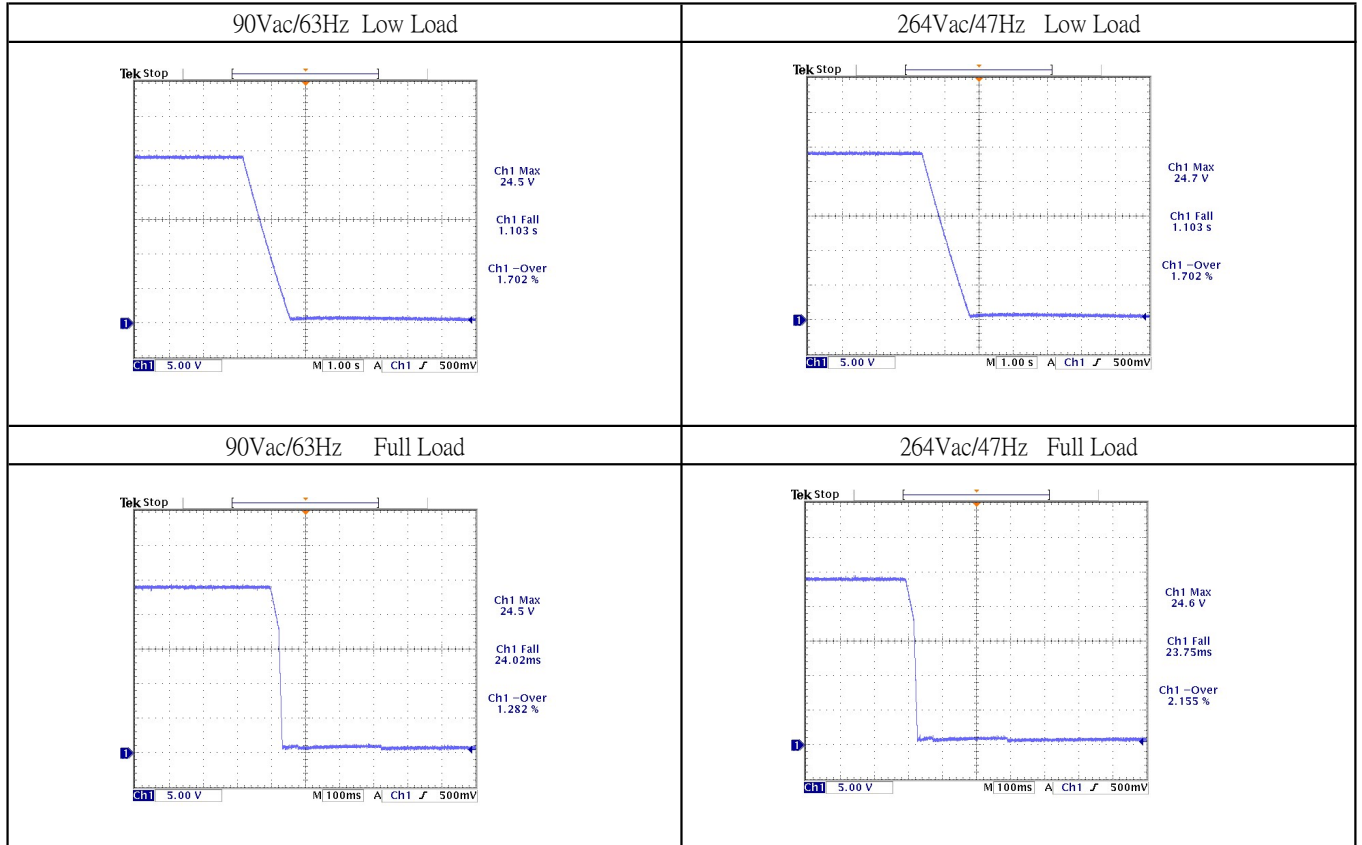 90Vac/63Hz Low Load
264Vac/47Hz Low Load
Tek Stop
Ch1 Max
24.5 V
Ch1 Fall
1.103 s
Ch1 −Over
1.702 %
1
Ch1 5.00 V M 1.00 s A Ch1 ƒ 500mV
Tek Stop
Ch1 Max
24.7 V
Ch1 Fall
1.103 s
Ch1 −Over
1.702 %
1
Ch1 5.00 V M 1.00 s A Ch1 ƒ 500mV
90Vac/63Hz Full Load
264Vac/47Hz Full Load
Tek Stop
Ch1 Max
24.5 V
Ch1 Fall
24.02ms
Ch1 −Over
1.282 %
1
Ch1 5.00 V M 100ms A Ch1 ƒ 500mV
Tek Stop
Ch1 Max
24.6 V
Ch1 Fall
23.75ms
Ch1 −Over
2.155 %
1
Ch1 5.00 V M 100ms A Ch1 ƒ 500mV